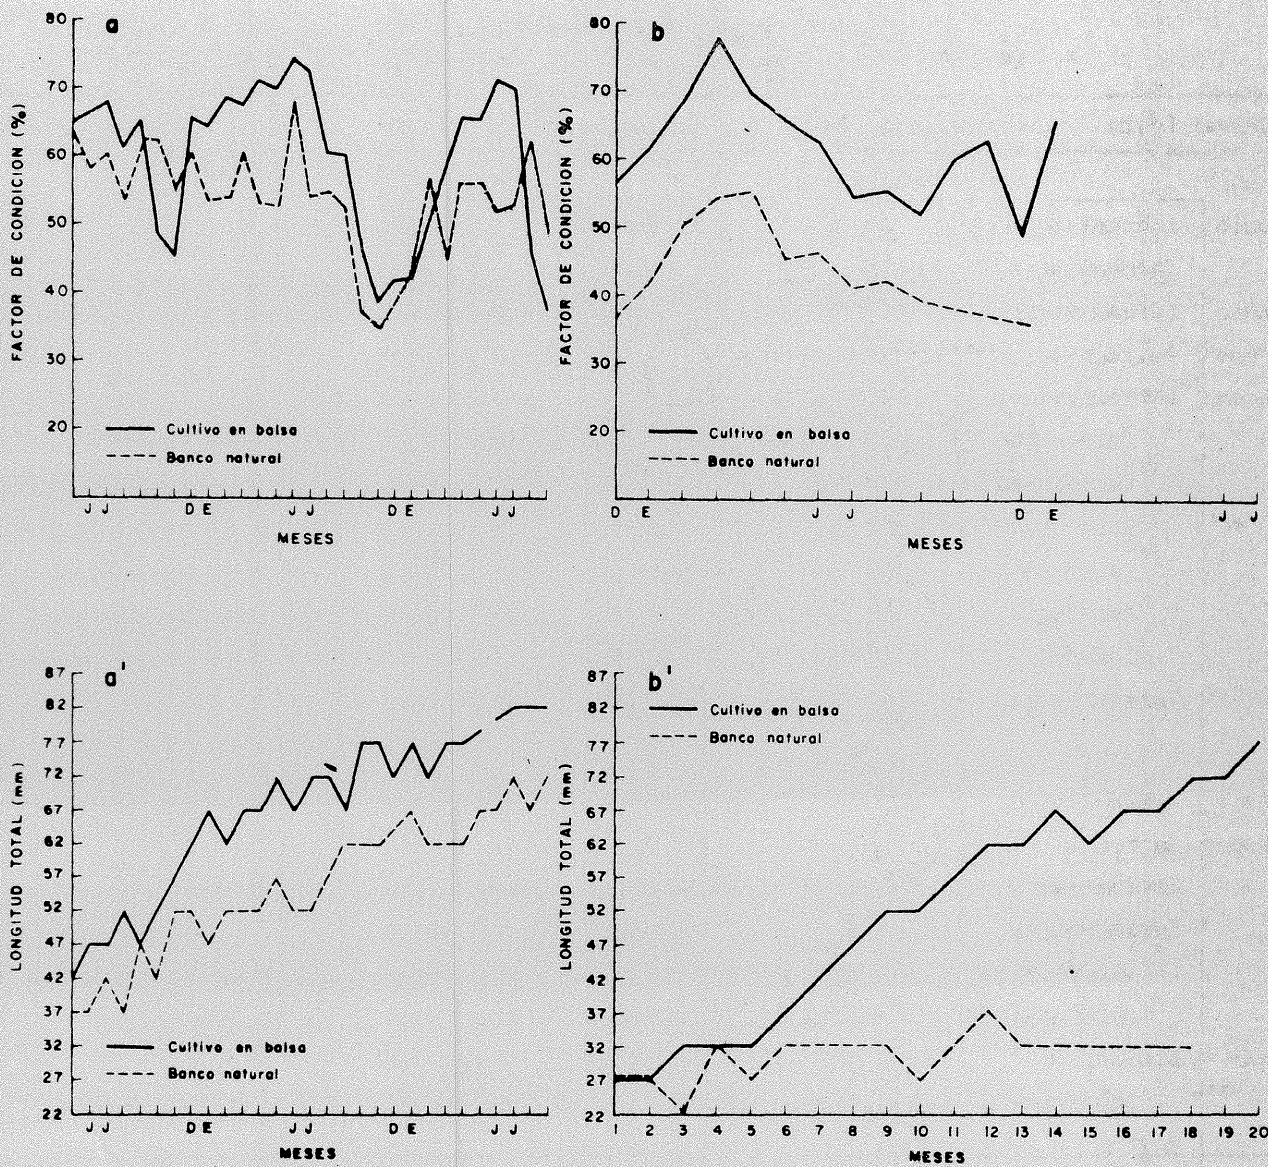 a
80
70
60
50
40
30
20
FACTOR DE CONDICION (%)
Cultivo en balsa
Banco natural
J J D E J J D E J J
MESES
b
80
70
60
50
40
30
20
FACTOR DE CONDICION (%)
Cultivo en balsa
Banco natural
D E J J D E J J
MESES
a'
87
82
77
72
67
62
57
52
47
42
37
32
27
22
LONGITUD TOTAL (mm)
Cultivo en balsa
Banco natural
J J D E J J D E J J
MESES
b'
87
82
77
72
67
62
57
52
47
42
37
32
27
22
LONGITUD TOTAL (mm)
Cultivo en balsa
Banco natural
1 2 3 4 5 6 7 8 9 10 11 12 13 14 15 16 17 18 19 20
MESES